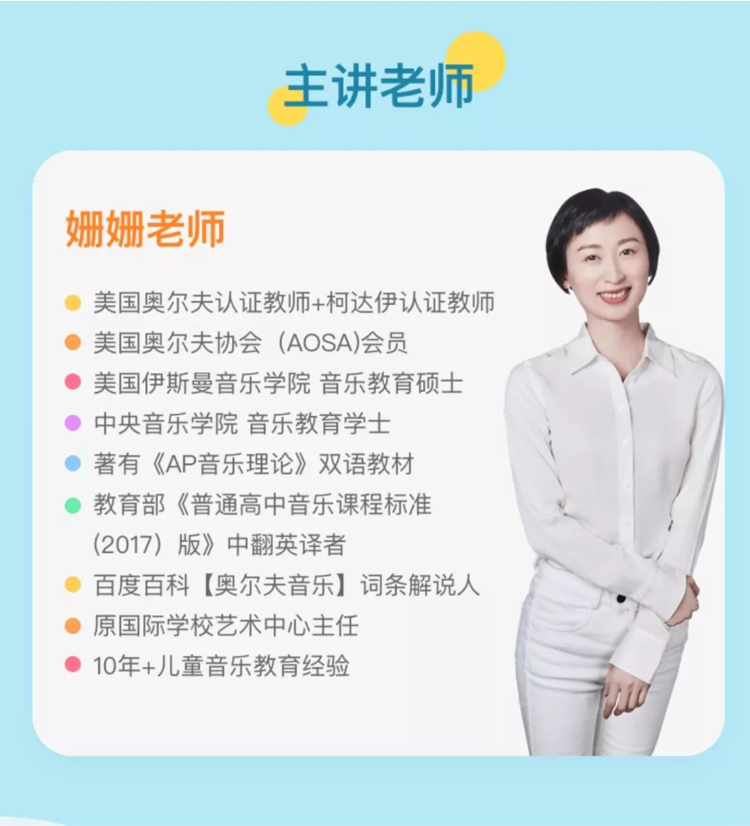 主讲老师
姗姗老师
美国奥尔夫认证教师+柯达伊认证教师
美国奥尔夫协会（AOSA)会员
美国伊斯曼音乐学院 音乐教育硕士
中央音乐学院 音乐教育学士
著有《AP音乐理论》双语教材
教育部《普通高中音乐课程标准
(2017）版》中翻英译者
百度百科【奥尔夫音乐】词条解说人
原国际学校艺术中心主任
10年+儿童音乐教育经验